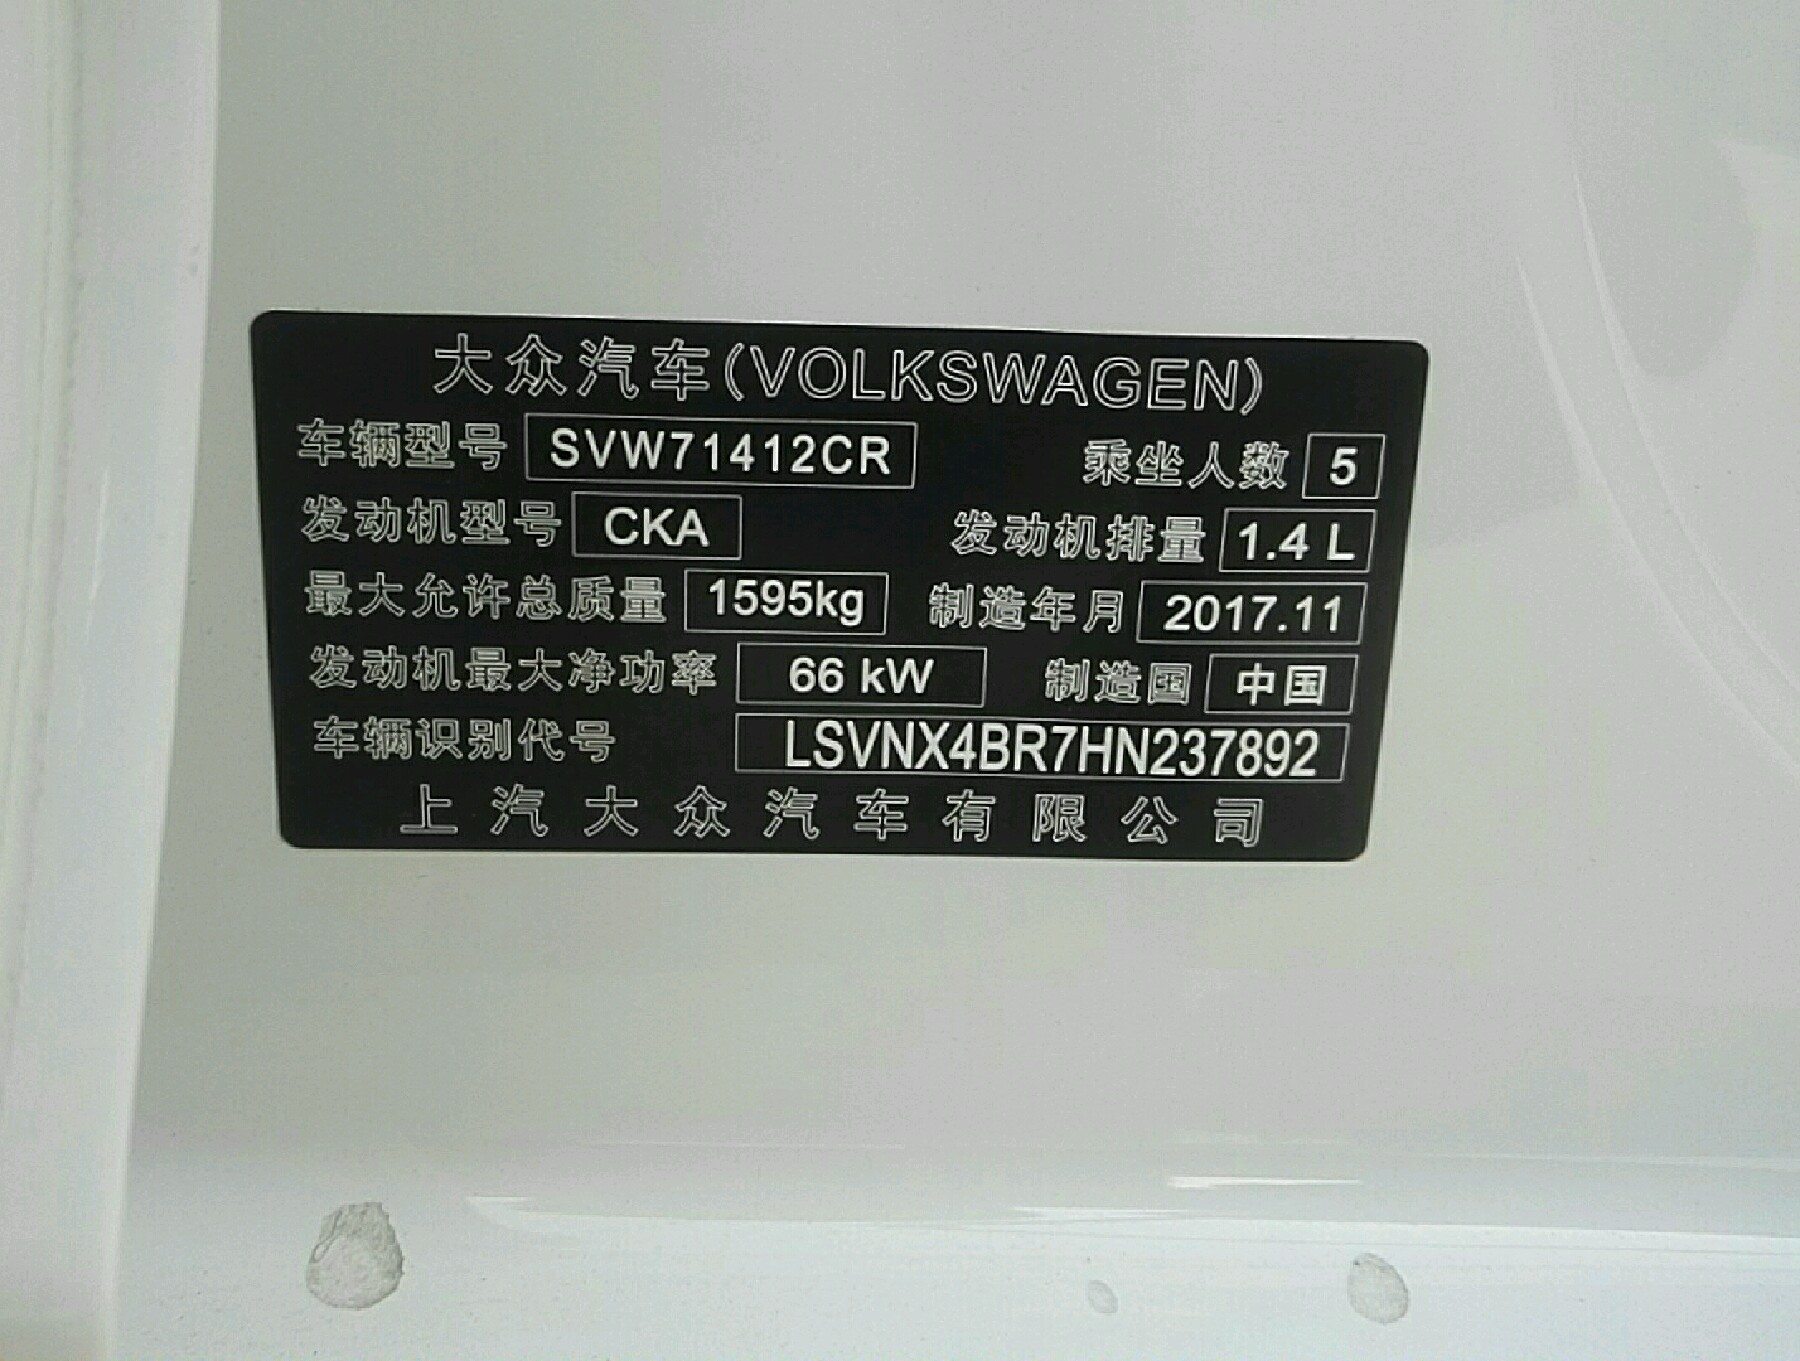 大众汽车(VOLKSWAGEN)
车辆型号 SVW71412CR 乘坐人数 5
发动机型号 CKA 发动机排量 1.4 L
最大允许总质量 1595kg 制造年月 2017.11
发动机最大净功率 66 kW 制造国 中国
车辆识别代号 LSVNX4BR7HN237892
上汽大众汽车有限公司